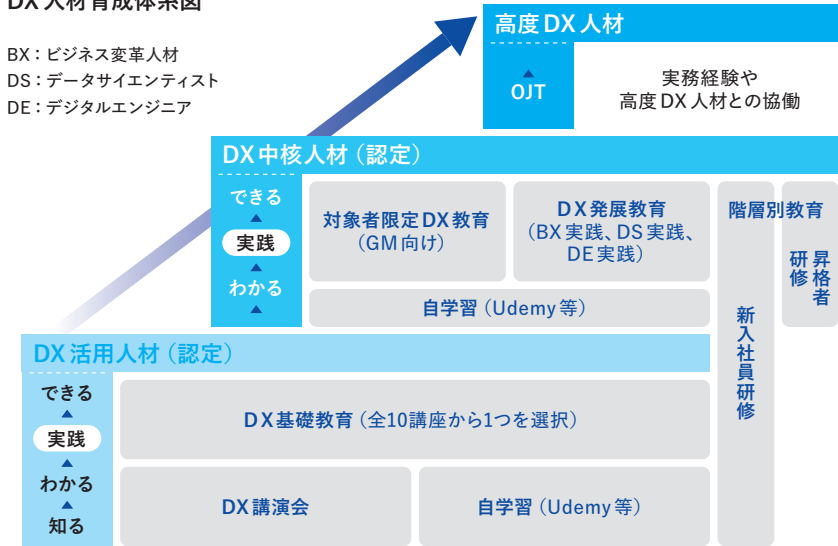 DX人材育成体系図
BX：ビジネス変革人材
DS：データサイエンティスト
DE：デジタルエンジニア
高度DX人材
▲
OJT
実務経験や
高度DX人材との協働
DX中核人材（認定）
できる
▲
実践
▲
わかる
▲
対象者限定DX教育
（GM向け）
DX発展教育
（BX実践、DS実践、
DE実践）
自学習（Udemy等）
階層別教育
新入社員研修
昇格者
研修
DX活用人材（認定）
できる
▲
実践
▲
わかる
▲
知る
DX基礎教育（全10講座から1つを選択）
DX講演会
自学習（Udemy等）